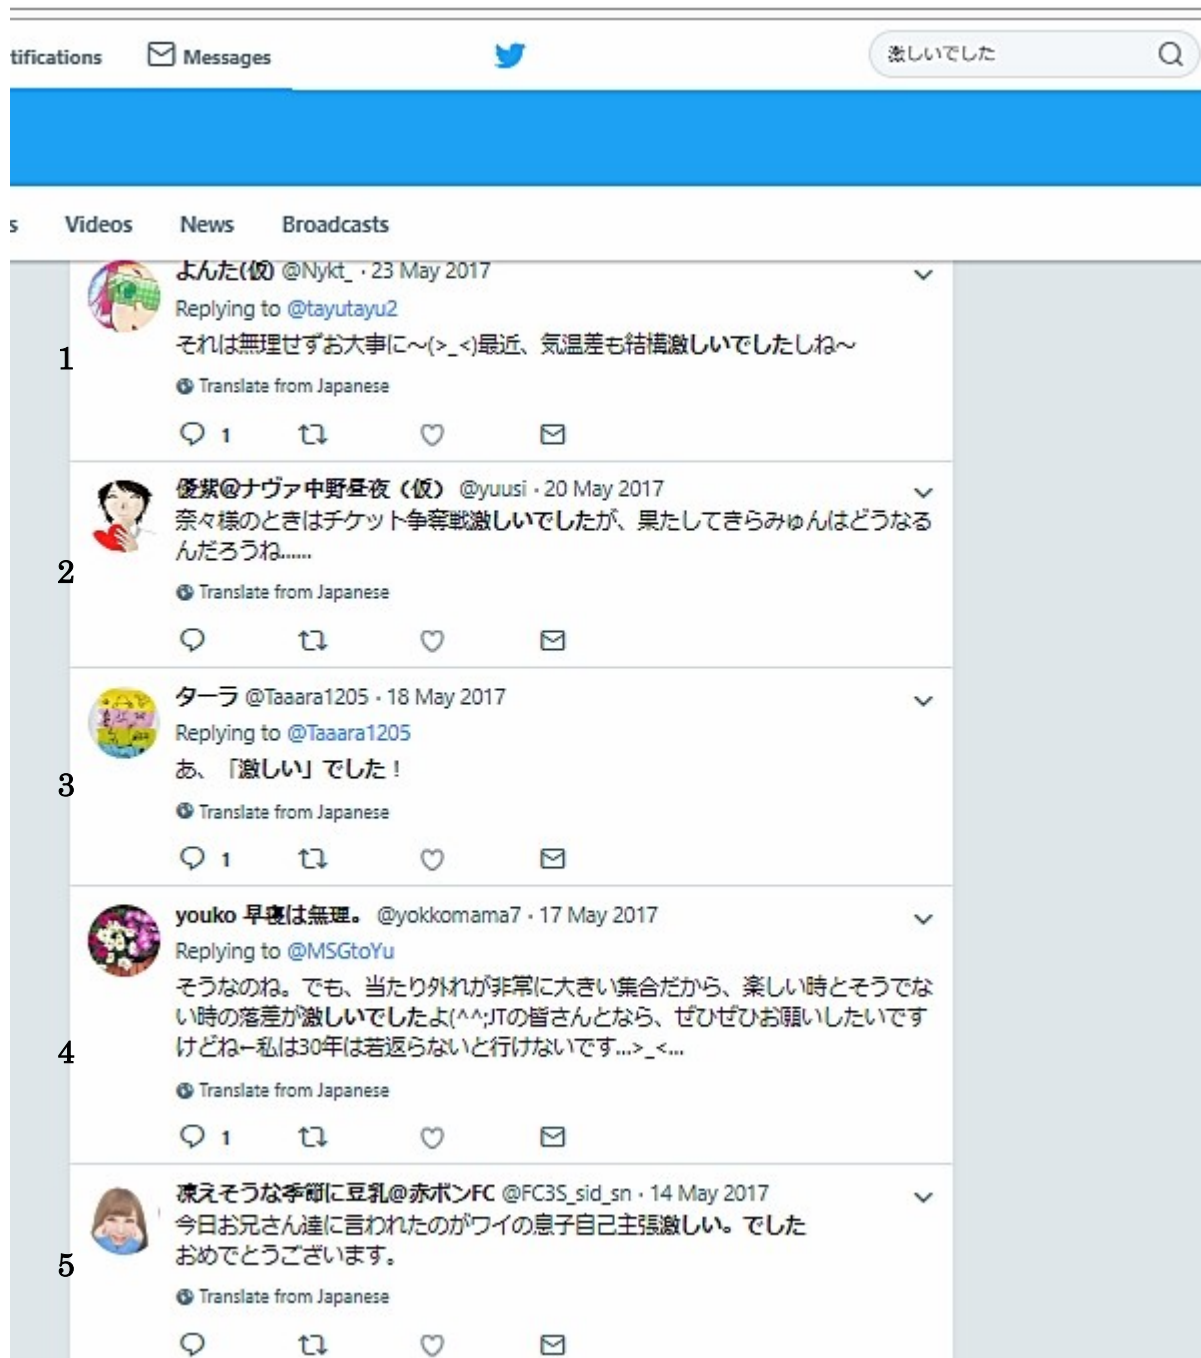 tifications Messages 激しいでした
s Videos News Broadcasts
よんた(仮) @Nykt_ · 23 May 2017
Replying to @tayutayu2
1
それは無理せずお大事に～(>_<)最近、気温差も結構激しいでしたしね～
Translate from Japanese
1
優紫@ナヴァ中野昼夜（仮） @yuusi · 20 May 2017
奈々様のときはチケット争奪戦激しいでしたが、果たしてきらみゅんはどうなる
んだろうね......
2
Translate from Japanese
ターラ @Taaara1205 · 18 May 2017
Replying to @Taaara1205
あ、「激しい」でした！
3
Translate from Japanese
1
youko 早寝は無理。 @yokkomama7 · 17 May 2017
Replying to @MSGtoYu
そうなのね。でも、当たり外れが非常に大きい集合だから、楽しい時とそうでな
い時の落差が激しいでしたよ(^^;JTの皆さんとなら、ぜひぜひお願いしたいです
けどね←私は30年は若返らないと行けないです...>_<...
4
Translate from Japanese
1
凍えそうな季節に豆乳@赤ポンFC @FC3S_sid_sn · 14 May 2017
今日お兄さん達に言われたのがワイの息子自己主張激しい。でした
おめでとうございます。
5
Translate from Japanese